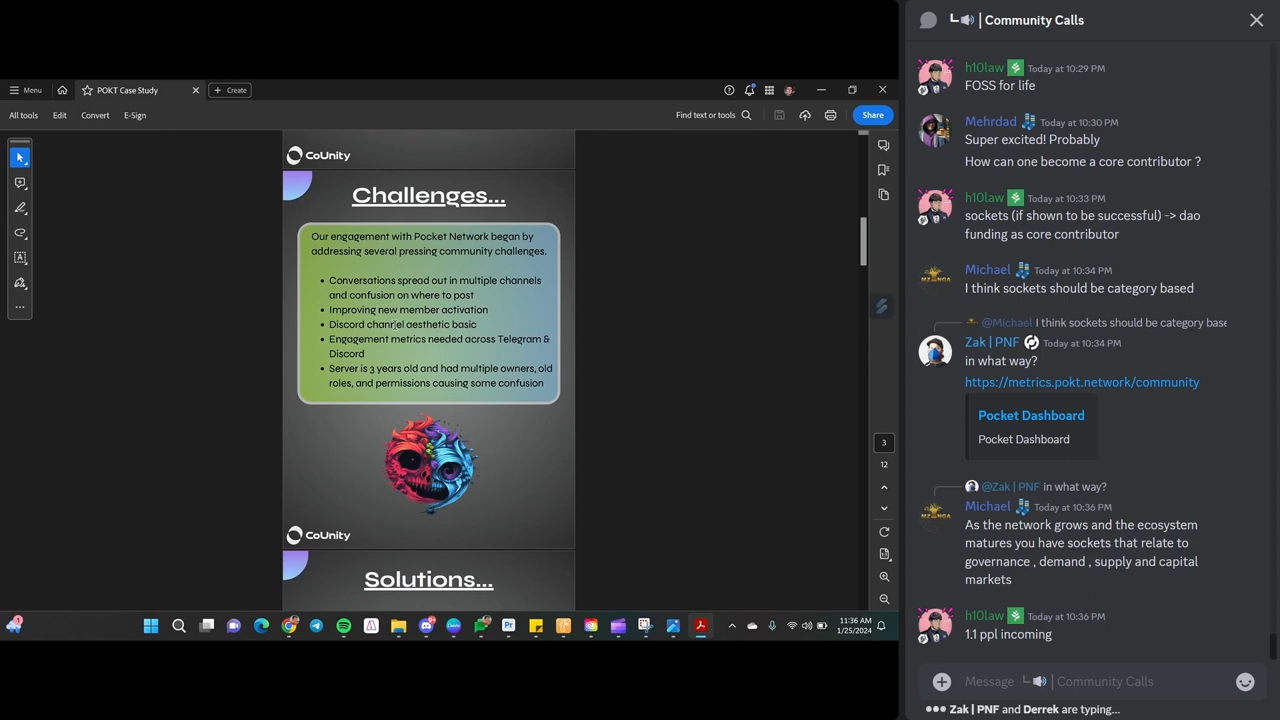 Menu
POKT Case Study
Create
All tools
Edit
Convert
E-Sign
Find text or tools
Share
CoUnity
Challenges...
Our engagement with Pocket Network began by
addressing several pressing community challenges.
• Conversations spread out in multiple channels
and confusion on where to post
• Improving new member activation
• Discord channel aesthetic basic
• Engagement metrics needed across Telegram &
Discord
• Server is 3 years old and had multiple owners, old
roles, and permissions causing some confusion
CoUnity
Solutions...
3
12
11:36 AM
1/25/2024
Community Calls
h10law Today at 10:29 PM
FOSS for life
Mehrdad Today at 10:30 PM
Super excited! Probably
How can one become a core contributor ?
h10law Today at 10:33 PM
sockets (if shown to be successful) -> dao
funding as core contributor
Michael Today at 10:34 PM
I think sockets should be category based
@Michael I think sockets should be category base
Zak | PNF Today at 10:34 PM
in what way?
https://metrics.pokt.network/community
Pocket Dashboard
Pocket Dashboard
@Zak | PNF in what way?
Michael Today at 10:36 PM
As the network grows and the ecosystem
matures you have sockets that relate to
governance , demand , supply and capital
markets
h10law Today at 10:36 PM
1.1 ppl incoming
Message Community Calls
Zak | PNF and Derrek are typing...